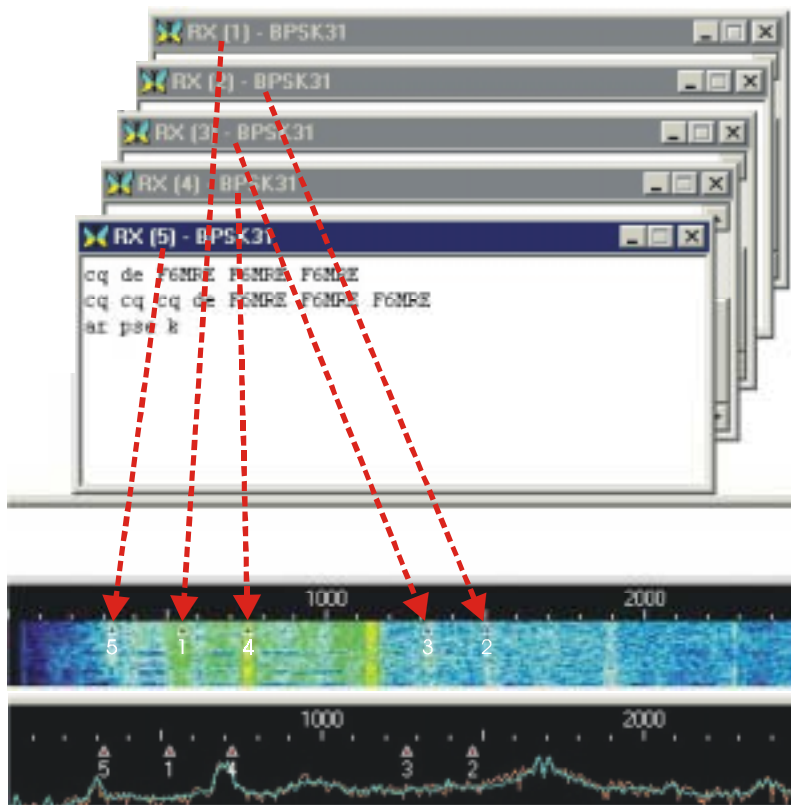 RX (1) - BPSK31
RX (2) - BPSK31
RX (3) - BPSK31
RX (4) - BPSK31
RX (5) - BPSK31
cq de F6MRE F6MRE F6MRE
cq cq cq de F6MRE F6MRE F6MRE
ar pse k
1000 2000
5 1 4 3 2
1000 2000
5 1 4 3 2